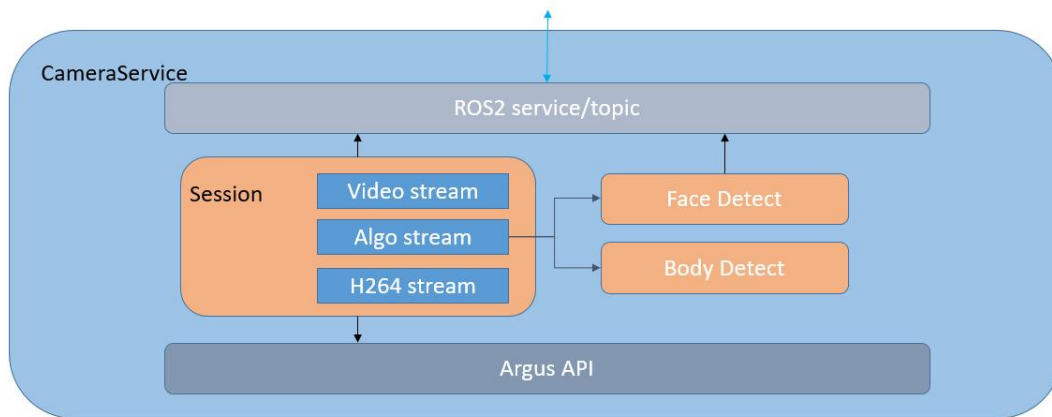 CameraService
ROS2 service/topic
Session
Video stream
Algo stream
H264 stream
Face Detect
Body Detect
Argus API